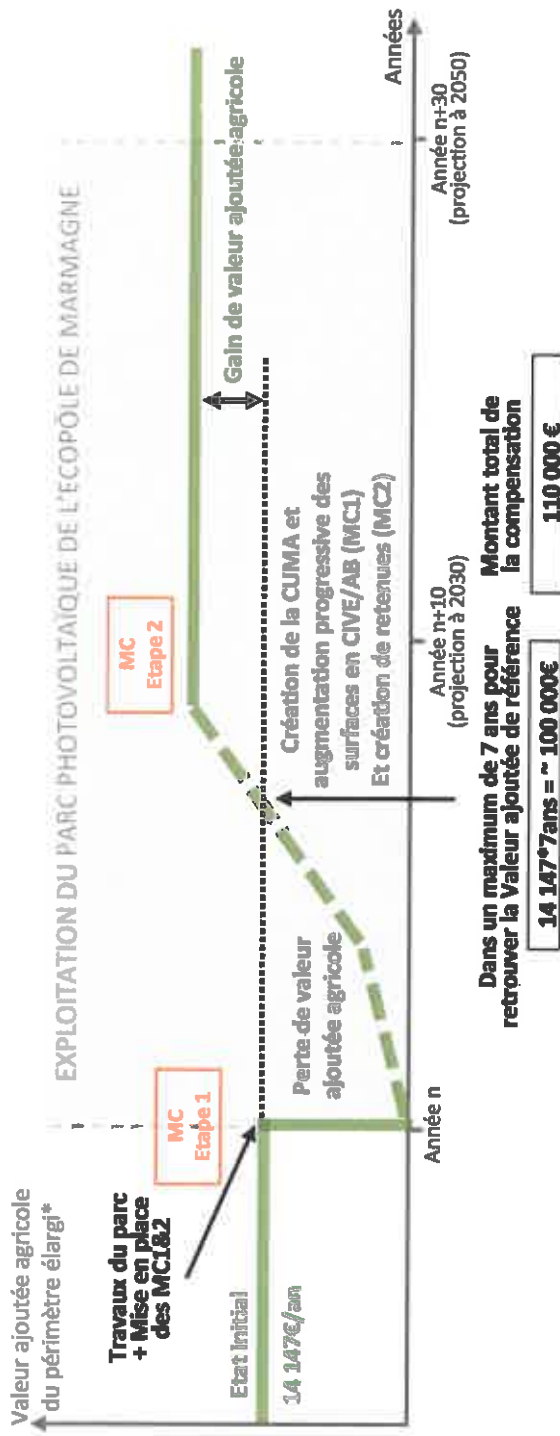 Valeur ajoutée agricole
du périmètre élargi*
EXPLOITATION DU PARC PHOTOVOLTAÏQUE DE L'ECOPÔLE DE MARMAGNE
Travaux du parc
+ Mise en place
des MC1&2
MC
Etape 1
MC
Etape 2
Etat Initial
14 147€/an
Perte de valeur
ajoutée agricole
Gain de valeur ajoutée agricole
Création de la CUMA et
augmentation progressive des
surfaces en CIVE/AB (MC1)
Et création de retenues (MC2)
Année n
Année n+10
(projection à 2030)
Année n+30
(projection à 2050)
Années
Dans un maximum de 7 ans pour
retrouver la Valeur ajoutée de référence
14 147*7ans = ~ 100 000€
Montant total de
la compensation
110 000 €